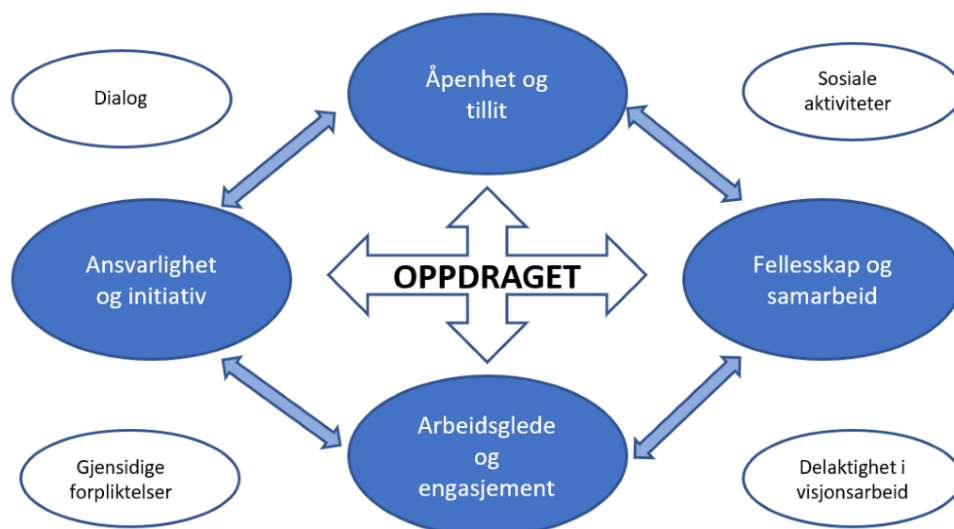 Åpenhet og
tillit
Dialog
Sosiale
aktiviteter
Ansvarlighet
og initiativ
OPPDRAGET
Fellesskap og
samarbeid
Arbeidsglede
og
engasjement
Gjensidige
forpliktelser
Delaktighet i
visjonsarbeid